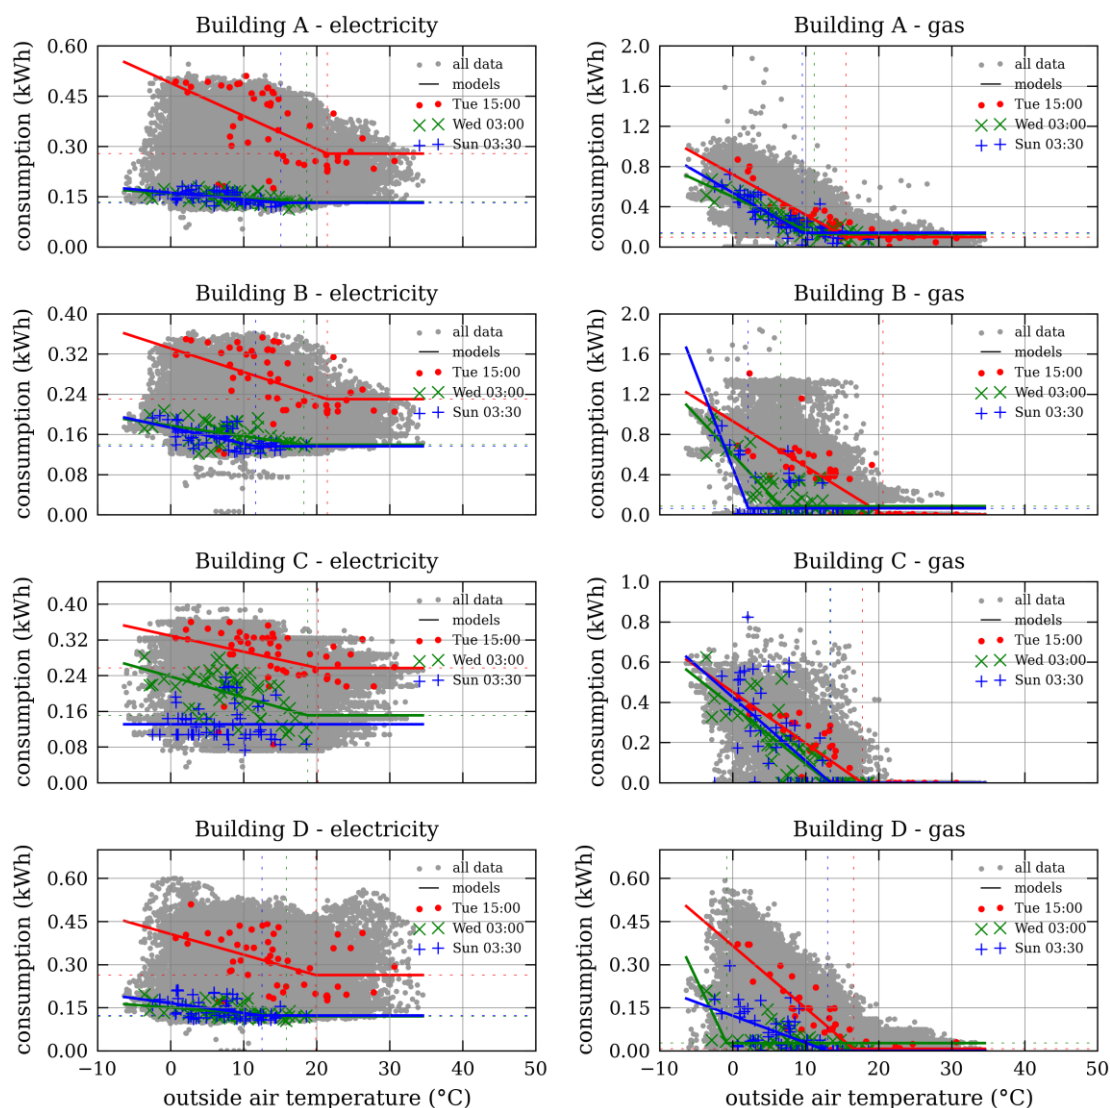 Building A - electricity
consumption (kWh)
0.60
0.45
0.30
0.15
0.00
all data
models
Tue 15:00
Wed 03:00
Sun 03:30
Building A - gas
consumption (kWh)
2.0
1.6
1.2
0.8
0.4
0.0
all data
models
Tue 15:00
Wed 03:00
Sun 03:30
Building B - electricity
consumption (kWh)
0.40
0.32
0.24
0.16
0.08
0.00
all data
models
Tue 15:00
Wed 03:00
Sun 03:30
Building B - gas
consumption (kWh)
2.0
1.6
1.2
0.8
0.4
0.0
all data
models
Tue 15:00
Wed 03:00
Sun 03:30
Building C - electricity
consumption (kWh)
0.40
0.32
0.24
0.16
0.08
0.00
all data
models
Tue 15:00
Wed 03:00
Sun 03:30
Building C - gas
consumption (kWh)
1.0
0.8
0.6
0.4
0.2
0.0
all data
models
Tue 15:00
Wed 03:00
Sun 03:30
Building D - electricity
consumption (kWh)
0.60
0.45
0.30
0.15
0.00
all data
models
Tue 15:00
Wed 03:00
Sun 03:30
−10 0 10 20 30 40 50
outside air temperature (°C)
Building D - gas
consumption (kWh)
0.60
0.45
0.30
0.15
0.00
all data
models
Tue 15:00
Wed 03:00
Sun 03:30
−10 0 10 20 30 40 50
outside air temperature (°C)